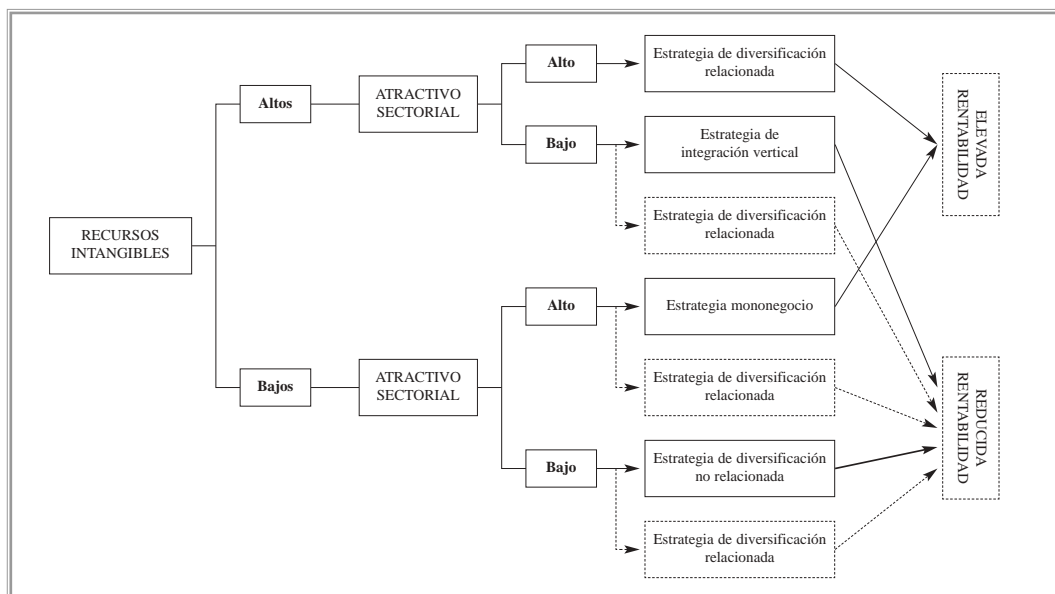 RECURSOS
INTANGIBLES
Altos
ATRACTIVO
SECTORIAL
Alto
Estrategia de diversificación
relacionada
Bajo
Estrategia de
integración vertical
Estrategia de diversificación
relacionada
Bajos
ATRACTIVO
SECTORIAL
Alto
Estrategia mononegocio
Estrategia de diversificación
relacionada
Bajo
Estrategia de diversificación
no relacionada
Estrategia de diversificación
relacionada
ELEVADA
RENTABILIDAD
REDUCIDA
RENTABILIDAD